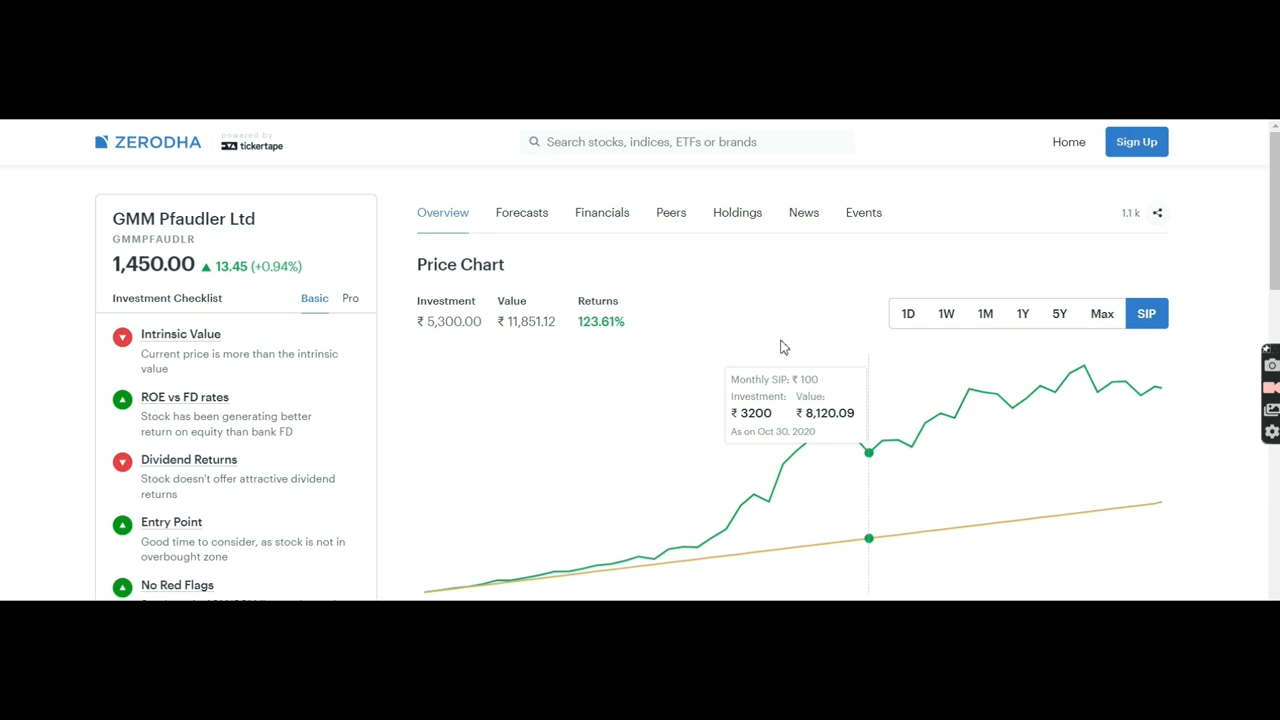 ZERODHA
powered by
tickertape
Search stocks, indices, ETFs or brands
Home
Sign Up
GMM Pfaudler Ltd
GMMPFAUDLR
1,450.00 ▲ 13.45 (+0.94%)
Investment Checklist
Basic
Pro
Intrinsic Value
Current price is more than the intrinsic
value
ROE vs FD rates
Stock has been generating better
return on equity than bank FD
Dividend Returns
Stock doesn't offer attractive dividend
returns
Entry Point
Good time to consider, as stock is not in
overbought zone
No Red Flags
Overview
Forecasts
Financials
Peers
Holdings
News
Events
1.1 k
Price Chart
Investment Value Returns
₹ 5,300.00 ₹ 11,851.12 123.61%
1D 1W 1M 1Y 5Y Max SIP
Monthly SIP: ₹ 100
Investment: Value:
₹ 3200 ₹ 8,120.09
As on Oct 30, 2020